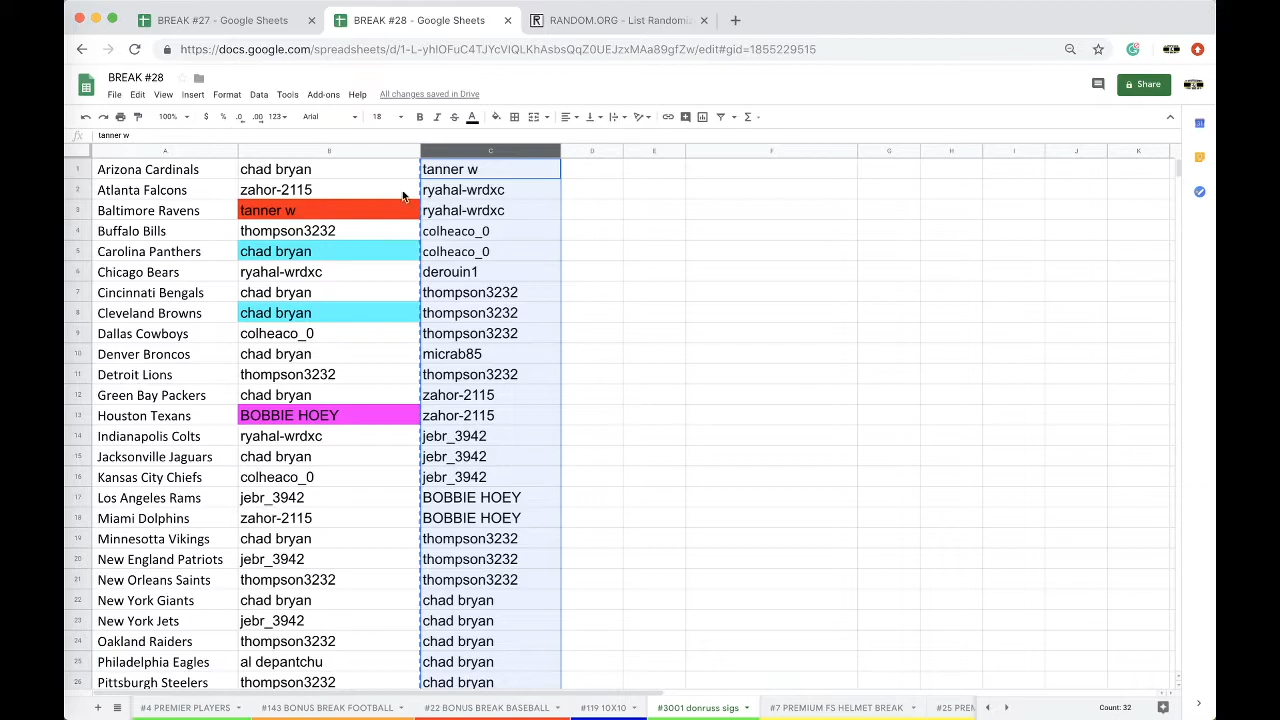 BREAK #27 - Google Sheets
BREAK #28 - Google Sheets
RANDOM.ORG - List Randomiz
BREAK #28
File Edit View Insert Format Data Tools Add-ons Help All changes saved in Drive
Share
100% $ % .0 .00 123 Arial 18 B I S A
fx tanner w
A B C D E F G H I J K
1 Arizona Cardinals chad bryan tanner w
2 Atlanta Falcons zahor-2115 ryahal-wrdxc
3 Baltimore Ravens tanner w ryahal-wrdxc
4 Buffalo Bills thompson3232 colheaco_0
5 Carolina Panthers chad bryan colheaco_0
6 Chicago Bears ryahal-wrdxc derouin1
7 Cincinnati Bengals chad bryan thompson3232
8 Cleveland Browns chad bryan thompson3232
9 Dallas Cowboys colheaco_0 thompson3232
10 Denver Broncos chad bryan micrab85
11 Detroit Lions thompson3232 thompson3232
12 Green Bay Packers chad bryan zahor-2115
13 Houston Texans BOBBIE HOEY zahor-2115
14 Indianapolis Colts ryahal-wrdxc jebr_3942
15 Jacksonville Jaguars chad bryan jebr_3942
16 Kansas City Chiefs colheaco_0 jebr_3942
17 Los Angeles Rams jebr_3942 BOBBIE HOEY
18 Miami Dolphins zahor-2115 BOBBIE HOEY
19 Minnesotta Vikings chad bryan thompson3232
20 New England Patriots jebr_3942 thompson3232
21 New Orleans Saints thompson3232 thompson3232
22 New York Giants chad bryan chad bryan
23 New York Jets jebr_3942 chad bryan
24 Oakland Raiders thompson3232 chad bryan
25 Philadelphia Eagles al depantchu chad bryan
26 Pittsburgh Steelers thompson3232 chad bryan
#4 PREMIER PLAYERS #143 BONUS BREAK FOOTBALL #22 BONUS BREAK BASEBALL #119 10X10 #3001 donruss sigs #7 PREMIUM FS HELMET BREAK #25 PREM Count: 32